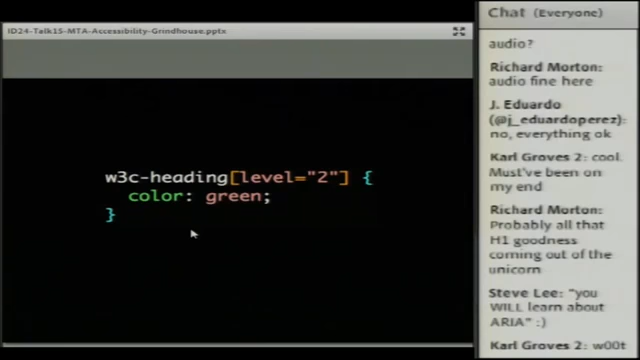 ID24-Talk15-MTA-Accessibility-Grindhouse.pptx
w3c-heading[level="2"] {
color: green;
}
Chat (Everyone)
audio?
Richard Morton:
audio fine here
J. Eduardo
(@j_eduardoperez):
no, everything ok
Karl Groves 2: cool.
Must've been on
my end
Richard Morton:
Probably all that
H1 goodness
coming out of the
unicorn
Steve Lee: "you
WILL learn about
ARIA" :)
Karl Groves 2: w00t